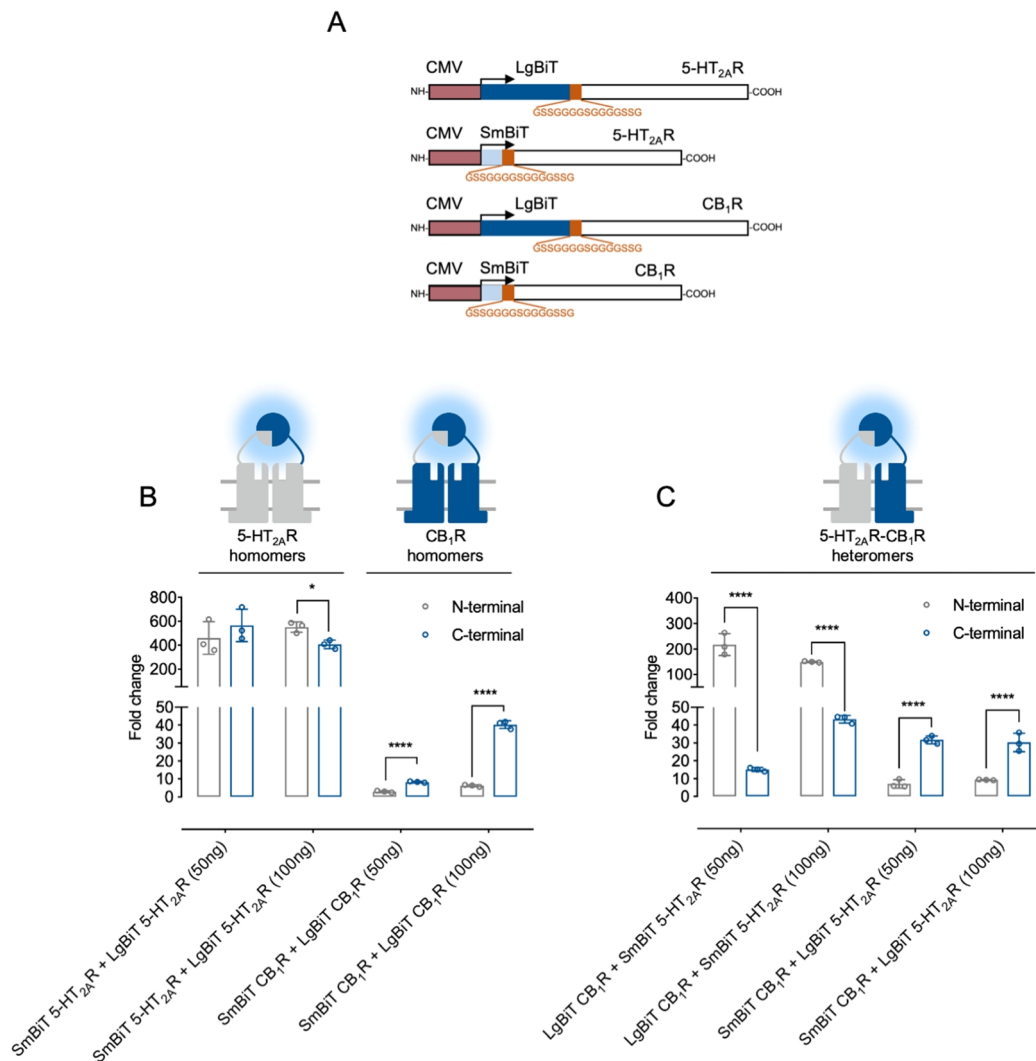 A
CMV LgBiT 5-HT2AR
NH- -COOH
GSSGGGGSGGGGSSG
CMV SmBiT 5-HT2AR
NH- -COOH
GSSGGGGSGGGGSSG
CMV LgBiT CB1R
NH- -COOH
GSSGGGGSGGGGSSG
CMV SmBiT CB1R
NH- -COOH
GSSGGGGSGGGGSSG
B
5-HT2AR
homomers
CB1R
homomers
N-terminal
C-terminal
Fold change
800
600
400
200
50
40
30
20
10
0
*
****
****
SmBiT 5-HT2AR + LgBiT 5-HT2AR (50ng)
SmBiT 5-HT2AR + LgBiT 5-HT2AR (100ng)
SmBiT CB1R + LgBiT CB1R (50ng)
SmBiT CB1R + LgBiT CB1R (100ng)
C
5-HT2AR-CB1R
heteromers
N-terminal
C-terminal
Fold change
400
300
200
100
50
40
30
20
10
0
****
****
****
****
LgBiT CB1R + SmBiT 5-HT2AR (50ng)
LgBiT CB1R + SmBiT 5-HT2AR (100ng)
SmBiT CB1R + LgBiT 5-HT2AR (50ng)
SmBiT CB1R + LgBiT 5-HT2AR (100ng)